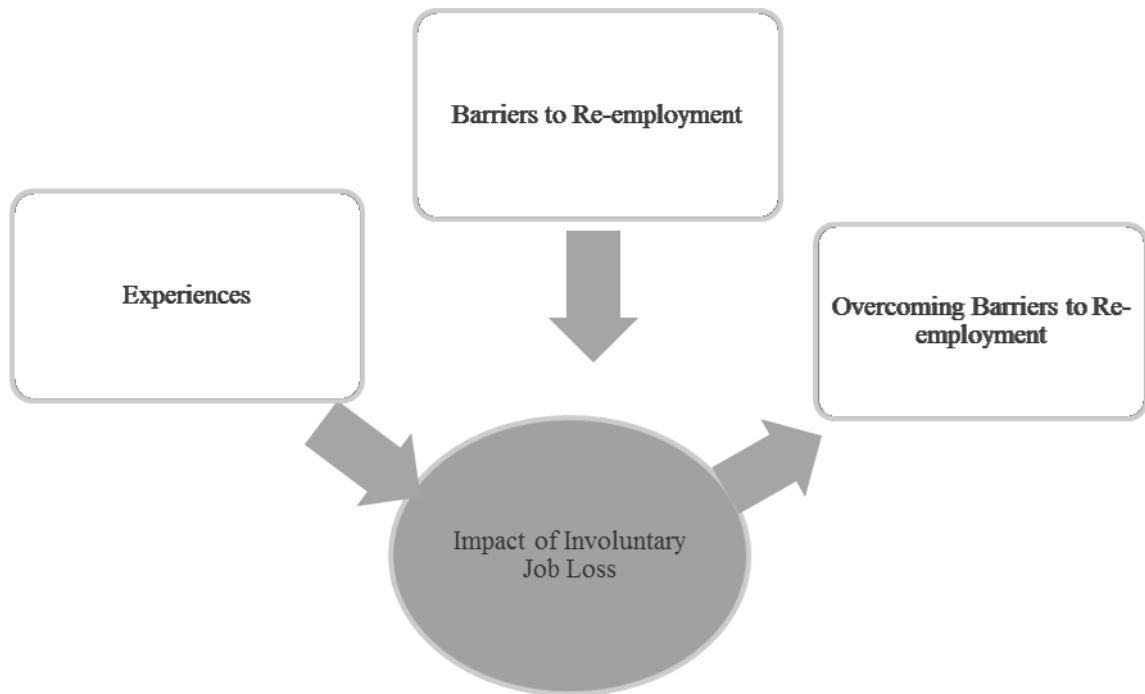 Barriers to Re-employment
Experiences
Overcoming Barriers to Re-
employment
Impact of Involuntary
Job Loss